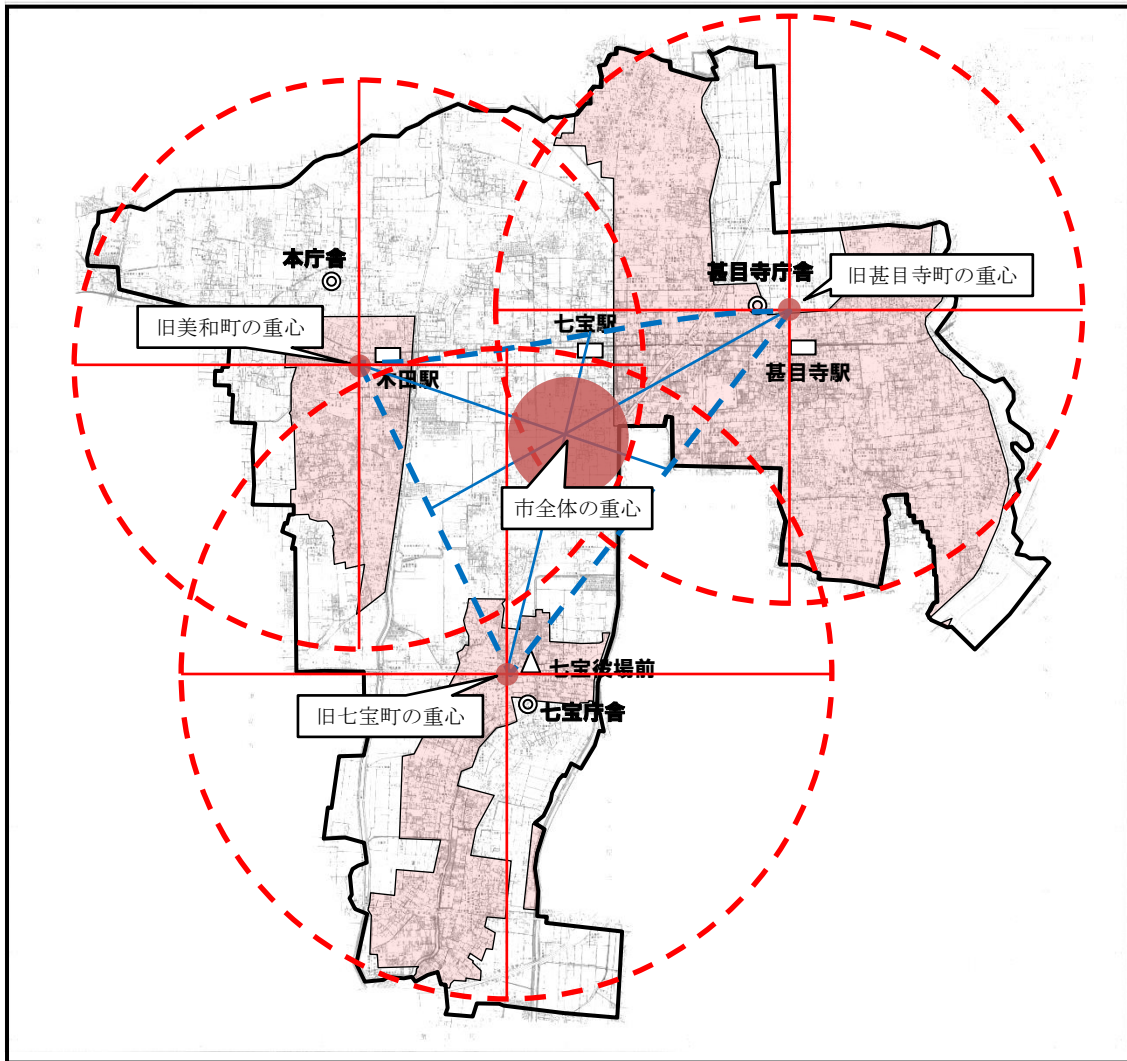 本庁舎
甚目寺庁舎
旧甚目寺町の重心
旧美和町の重心
七宝駅
木田駅
甚目寺駅
市全体の重心
七宝役場前
旧七宝町の重心
七宝庁舎